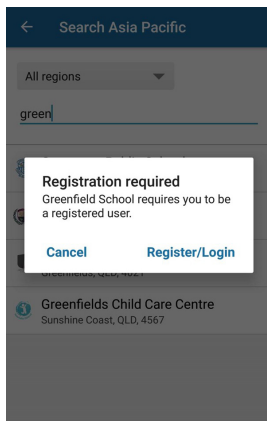 Search Asia Pacific
All regions
green
Registration required
Greenfield School requires you to be
a registered user.
Cancel
Register/Login
Greenfields, QLD, 4021
Greenfields Child Care Centre
Sunshine Coast, QLD, 4567